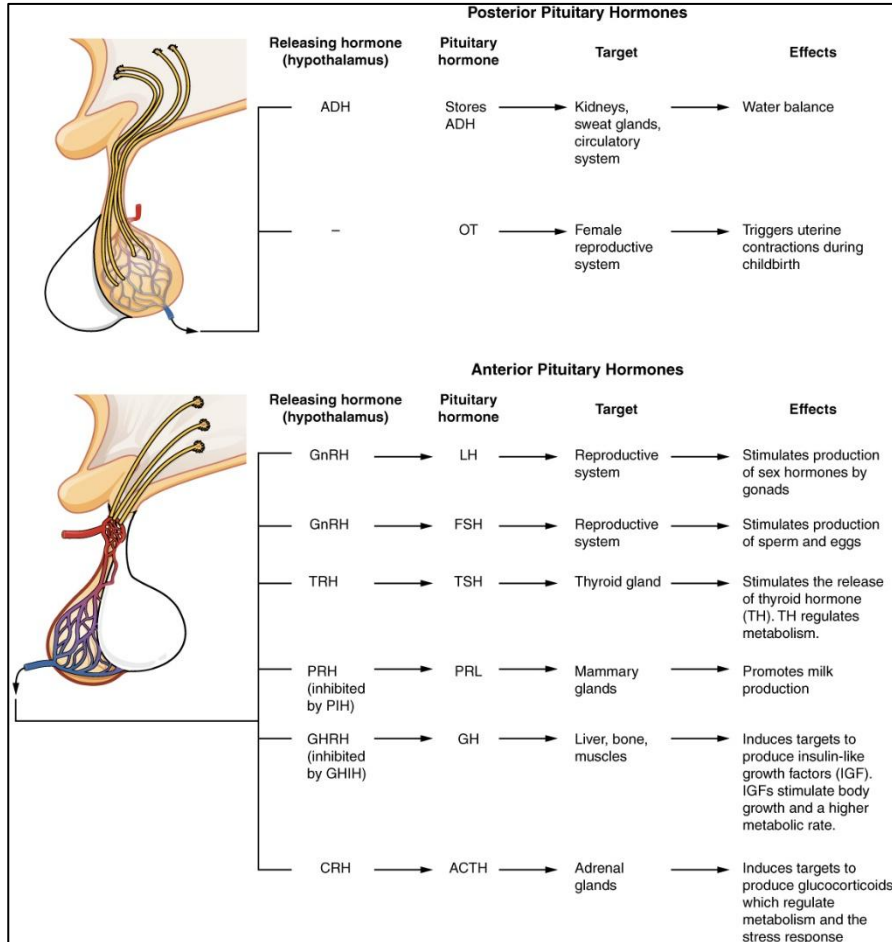 Posterior Pituitary Hormones
Releasing hormone
(hypothalamus)
Pituitary
hormone
Target
Effects
ADH
Stores
ADH
Kidneys,
sweat glands,
circulatory
system
Water balance
–
OT
Female
reproductive
system
Triggers uterine
contractions during
childbirth
Anterior Pituitary Hormones
Releasing hormone
(hypothalamus)
Pituitary
hormone
Target
Effects
GnRH
LH
Reproductive
system
Stimulates production
of sex hormones by
gonads
GnRH
FSH
Reproductive
system
Stimulates production
of sperm and eggs
TRH
TSH
Thyroid gland
Stimulates the release
of thyroid hormone
(TH). TH regulates
metabolism.
PRH
(inhibited
by PIH)
PRL
Mammary
glands
Promotes milk
production
GHRH
(inhibited
by GHIH)
GH
Liver, bone,
muscles
Induces targets to
produce insulin-like
growth factors (IGF).
IGFs stimulate body
growth and a higher
metabolic rate.
CRH
ACTH
Adrenal
glands
Induces targets to
produce glucocorticoids
which regulate
metabolism and the
stress response